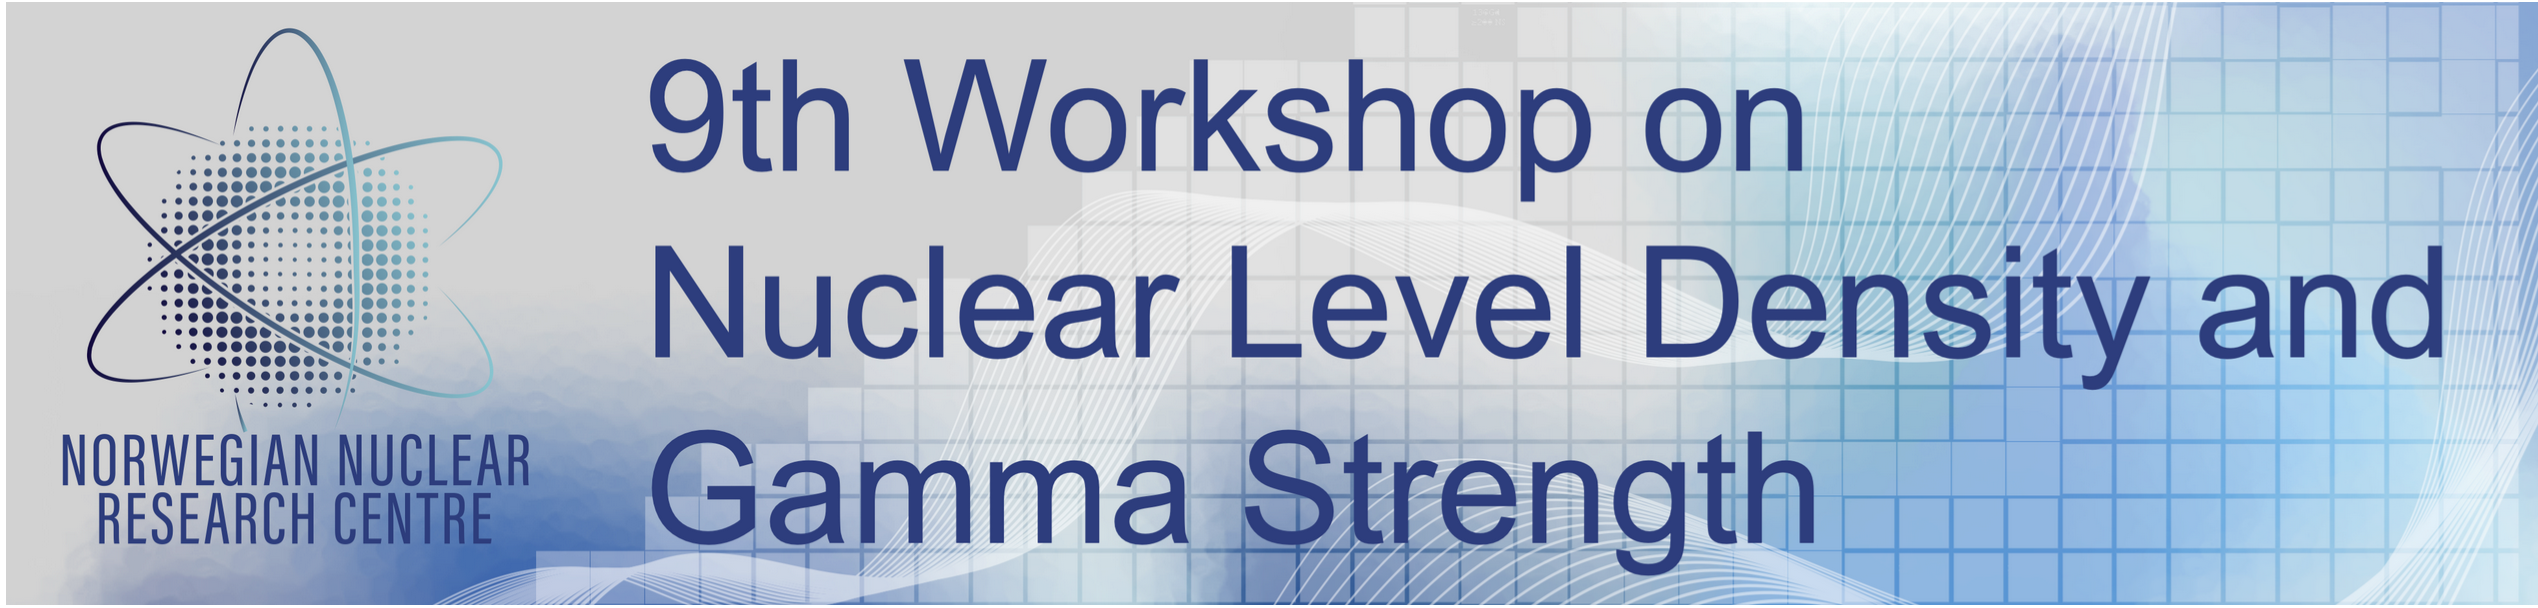 9th Workshop on
Nuclear Level Density and
Gamma Strength
NORWEGIAN NUCLEAR
RESEARCH CENTRE